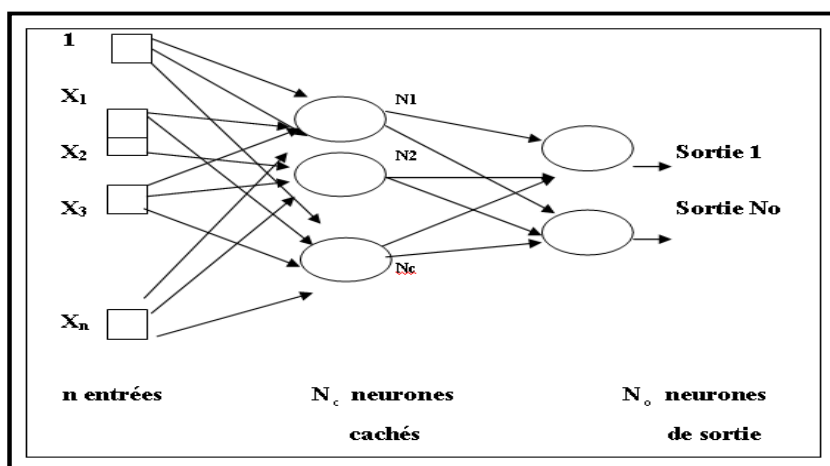 1
X1
N1
X2
N2
Sortie 1
X3
Sortie No
Nc
Xn
n entrées
Nc neurones
cachés
No neurones
de sortie